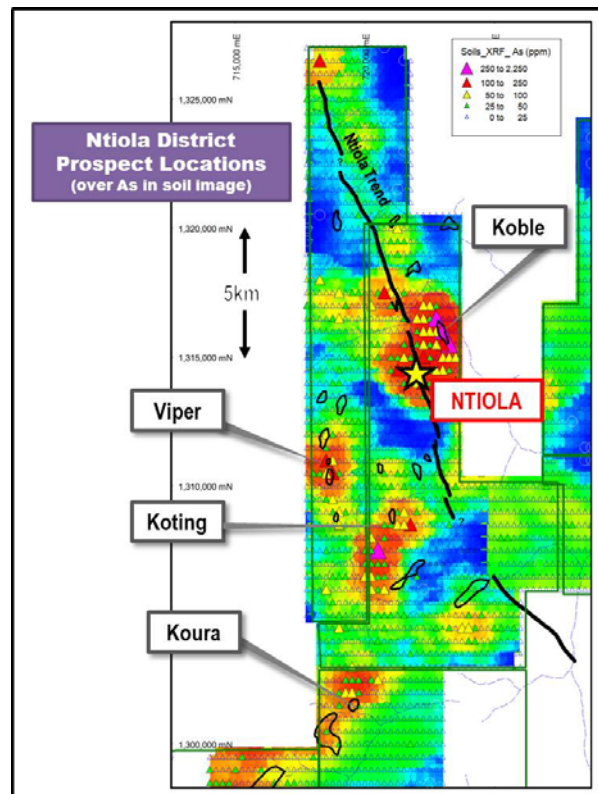 715,000 mE
720,000 mE
Soils_XRF_ As (ppm)
250 to 2,250
100 to 250
50 to 100
25 to 50
0 to 25
1,325,000 mN
Ntiola District
Prospect Locations
(over As in soil image)
?
Ntiola Trend
1,320,000 mN
Koble
5km
1,315,000 mN
NTIOLA
Viper
1,310,000 mN
Koting
?
Koura
1,300,000 mN